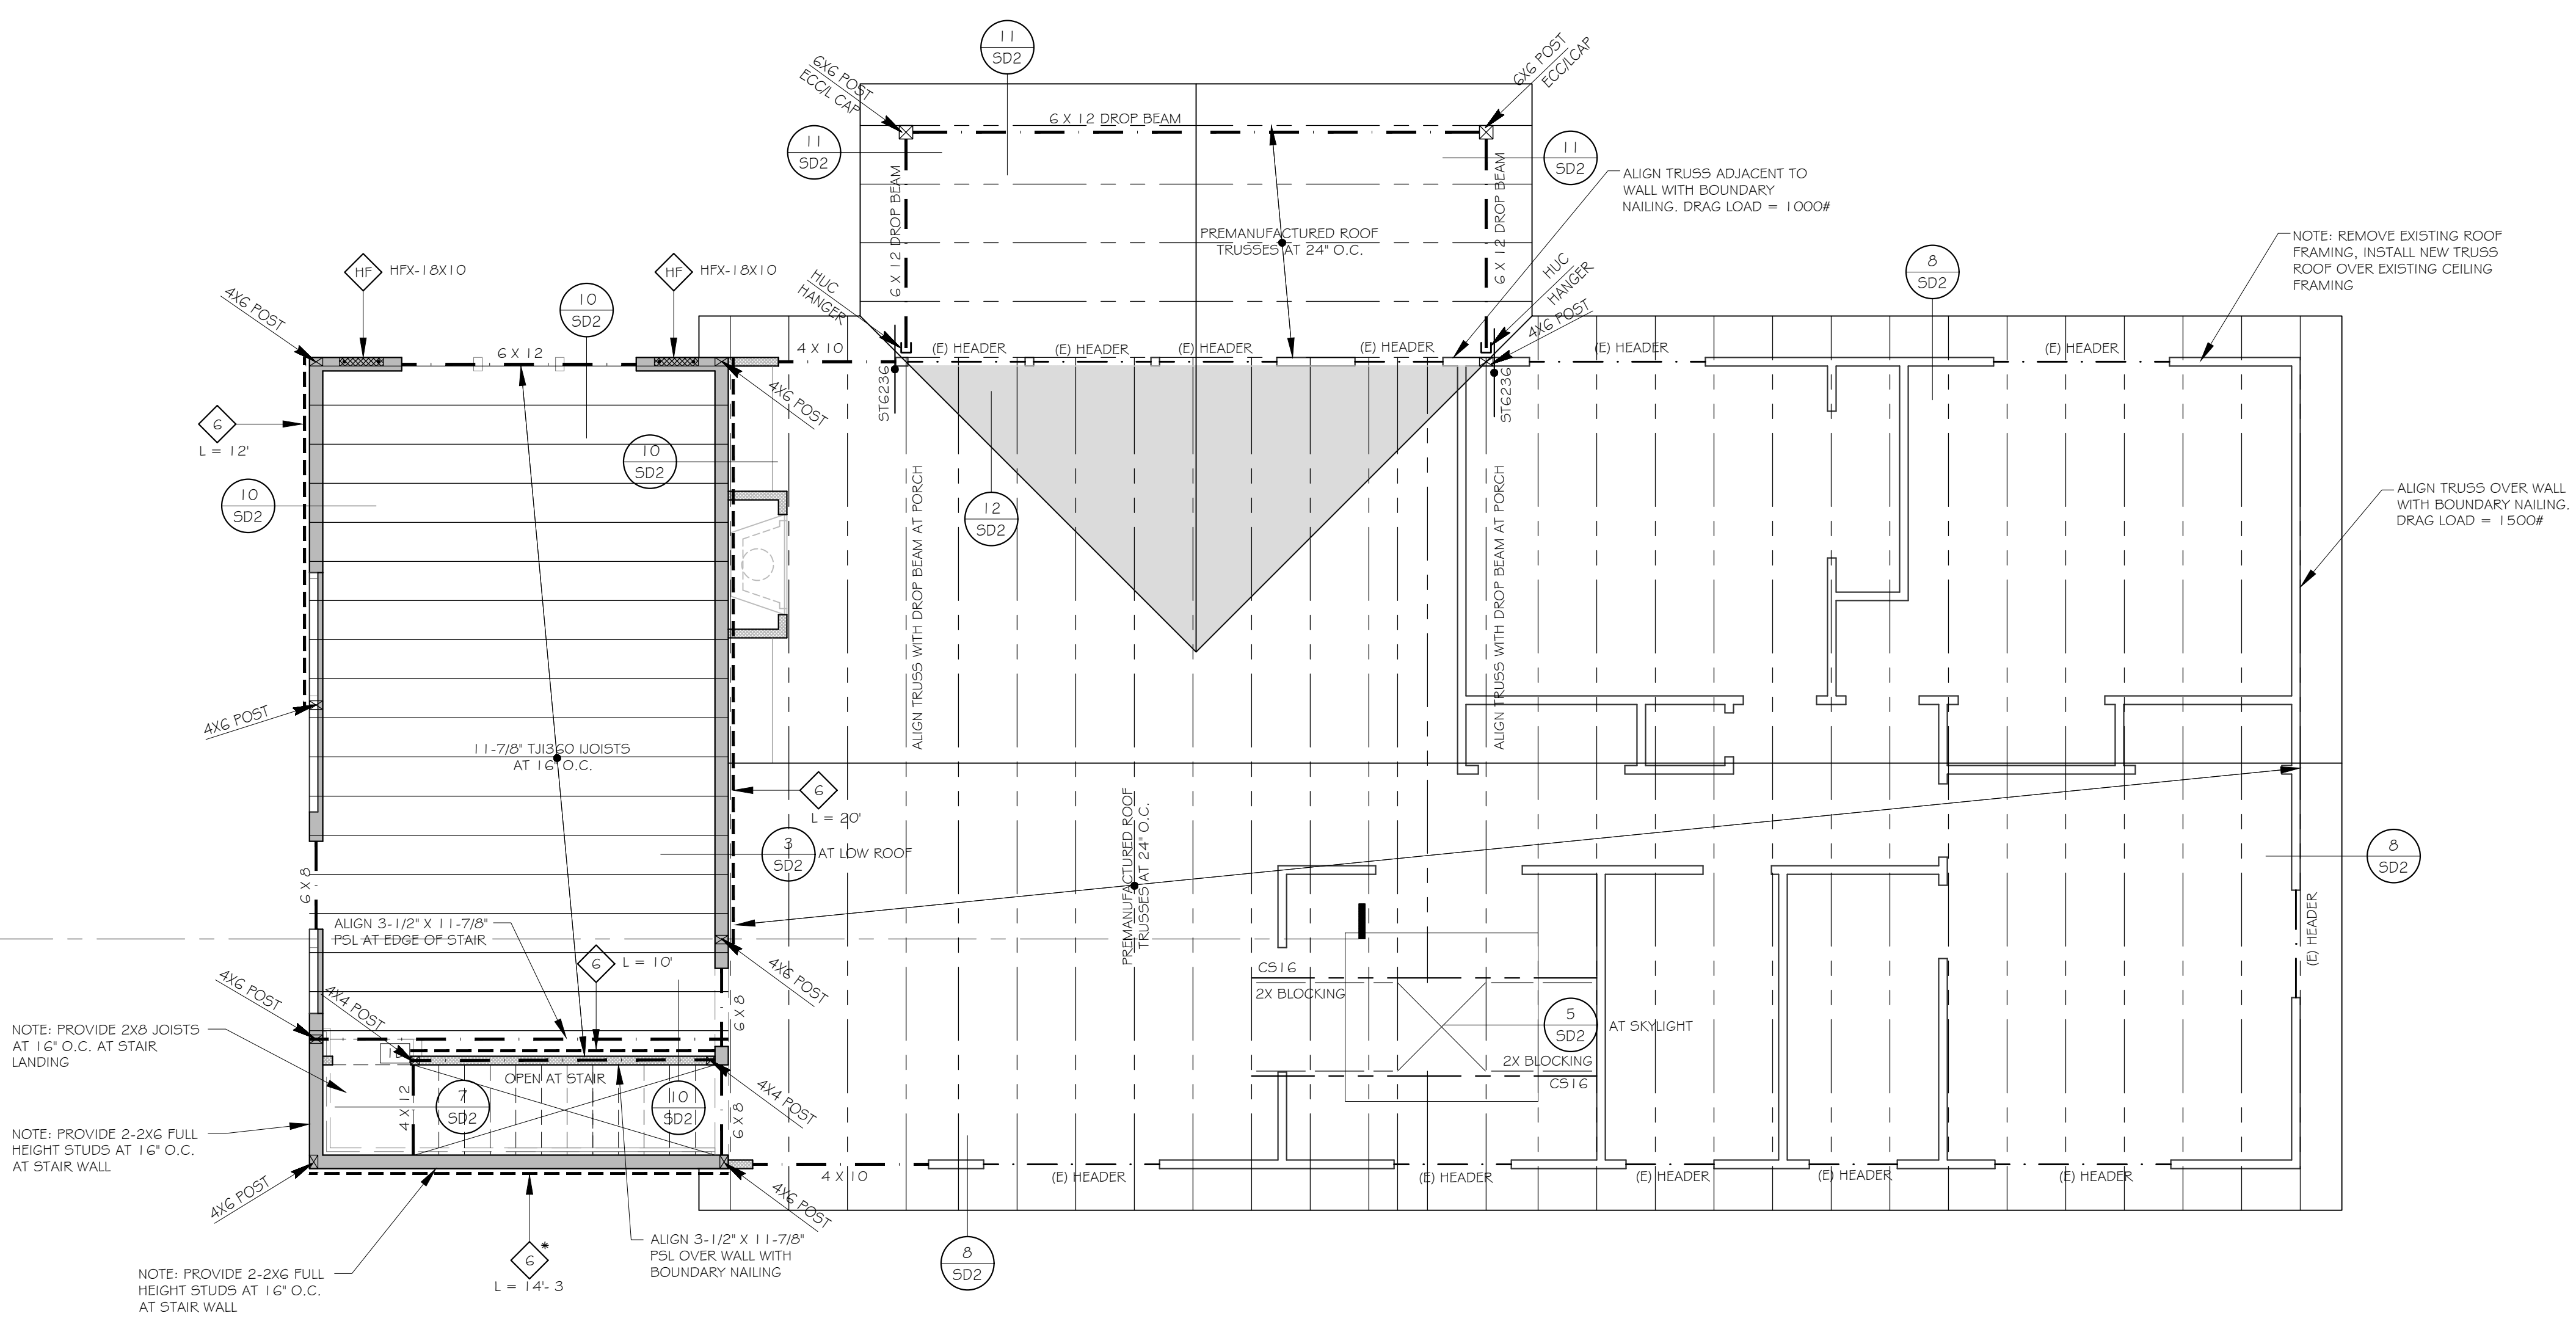 11
SD2
6X6 POST
ECC/L CAP
6X6 POST
ECC/LCAP
6 X 12 DROP BEAM
11
SD2
11
SD2
6 X 12 DROP BEAM
6 X 12 DROP BEAM
ALIGN TRUSS ADJACENT TO
WALL WITH BOUNDARY
NAILING. DRAG LOAD = 1000#
PREMANUFACTURED ROOF
TRUSSES AT 24" O.C.
NOTE: REMOVE EXISTING ROOF
FRAMING, INSTALL NEW TRUSS
ROOF OVER EXISTING CEILING
FRAMING
8
SD2
HF
HFX-18X10
HF
HFX-18X10
HUC
HANGER
HUC
HANGER
4X6 POST
10
SD2
4X6 POST
6 X 12
4 X 10
(E) HEADER
(E) HEADER
(E) HEADER
(E) HEADER
(E) HEADER
(E) HEADER
4X6 POST
ST6236
ST6236
6
L = 12'
10
SD2
10
SD2
12
SD2
ALIGN TRUSS OVER WALL
WITH BOUNDARY NAILING.
DRAG LOAD = 1500#
ALIGN TRUSS WITH DROP BEAM AT PORCH
ALIGN TRUSS WITH DROP BEAM AT PORCH
4X6 POST
11-7/8" TJI360 IJOISTS
AT 16" O.C.
6
L = 20'
3
SD2
AT LOW ROOF
PREMANUFACTURED ROOF
TRUSSES AT 24" O.C.
8
SD2
6 X 8
(E) HEADER
ALIGN 3-1/2" X 11-7/8"
PSL AT EDGE OF STAIR
6
L = 10'
4X6 POST
4X6 POST
4X4 POST
CS16
2X BLOCKING
6 X 8
5
SD2
AT SKYLIGHT
NOTE: PROVIDE 2X8 JOISTS
AT 16" O.C. AT STAIR
LANDING
2X BLOCKING
CS16
OPEN AT STAIR
4X4 POST
7
SD2
10
SD2
4 X 12
6 X 8
NOTE: PROVIDE 2-2X6 FULL
HEIGHT STUDS AT 16" O.C.
AT STAIR WALL
4X6 POST
4X6 POST
4 X 10
(E) HEADER
(E) HEADER
(E) HEADER
(E) HEADER
(E) HEADER
ALIGN 3-1/2" X 11-7/8"
PSL OVER WALL WITH
BOUNDARY NAILING
6*
L = 14'- 3
8
SD2
NOTE: PROVIDE 2-2X6 FULL
HEIGHT STUDS AT 16" O.C.
AT STAIR WALL